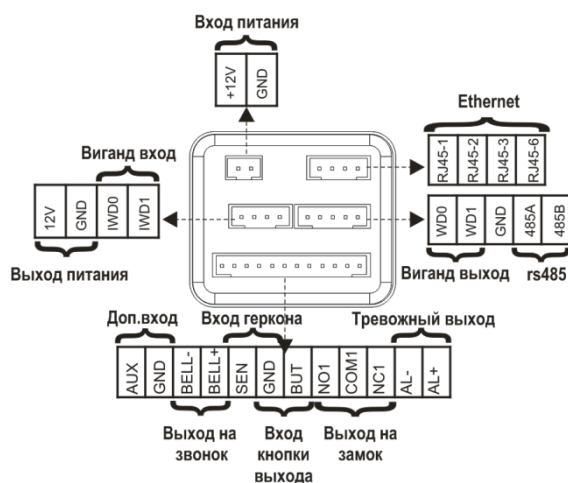 Вход питания
+12V
GND
Ethernet
RJ45-1
RJ45-2
RJ45-3
RJ45-6
Виганд вход
12V
GND
IWD0
IWD1
Выход питания
WD0
WD1
GND
485A
485B
Виганд выход
rs485
Доп.вход
Вход геркона
Тревожный выход
AUX
GND
BELL-
BELL+
SEN
GND
BUT
NO1
COM1
NC1
AL-
AL+
Выход на
звонок
Вход
кнопки
выхода
Выход на
замок